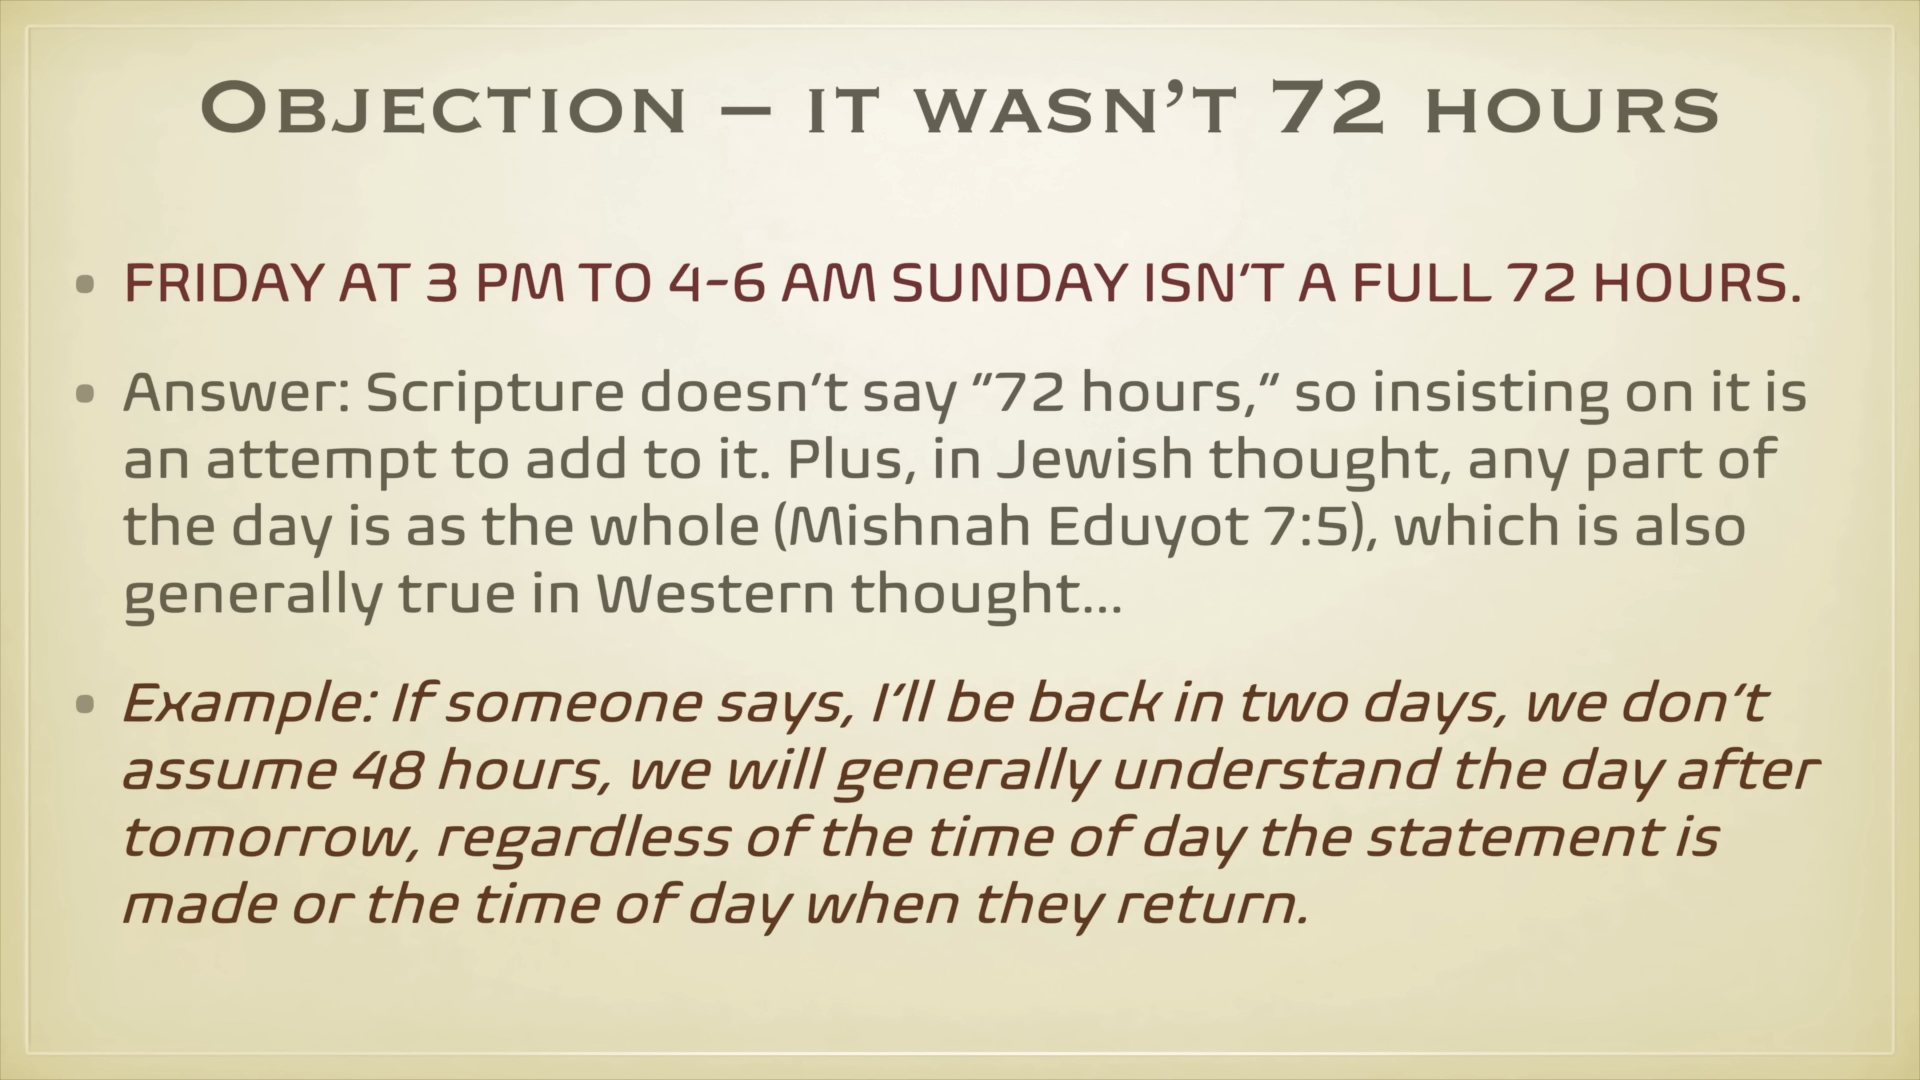 Objection – it wasn’t 72 hours
• FRIDAY AT 3 PM TO 4-6 AM SUNDAY ISN’T A FULL 72 HOURS.
• Answer: Scripture doesn’t say “72 hours,“ so insisting on it is
an attempt to add to it. Plus, in Jewish thought, any part of
the day is as the whole (Mishnah Eduyot 7:5), which is also
generally true in Western thought…
• Example: If someone says, I’ll be back in two days, we don’t
assume 48 hours, we will generally understand the day after
tomorrow, regardless of the time of day the statement is
made or the time of day when they return.